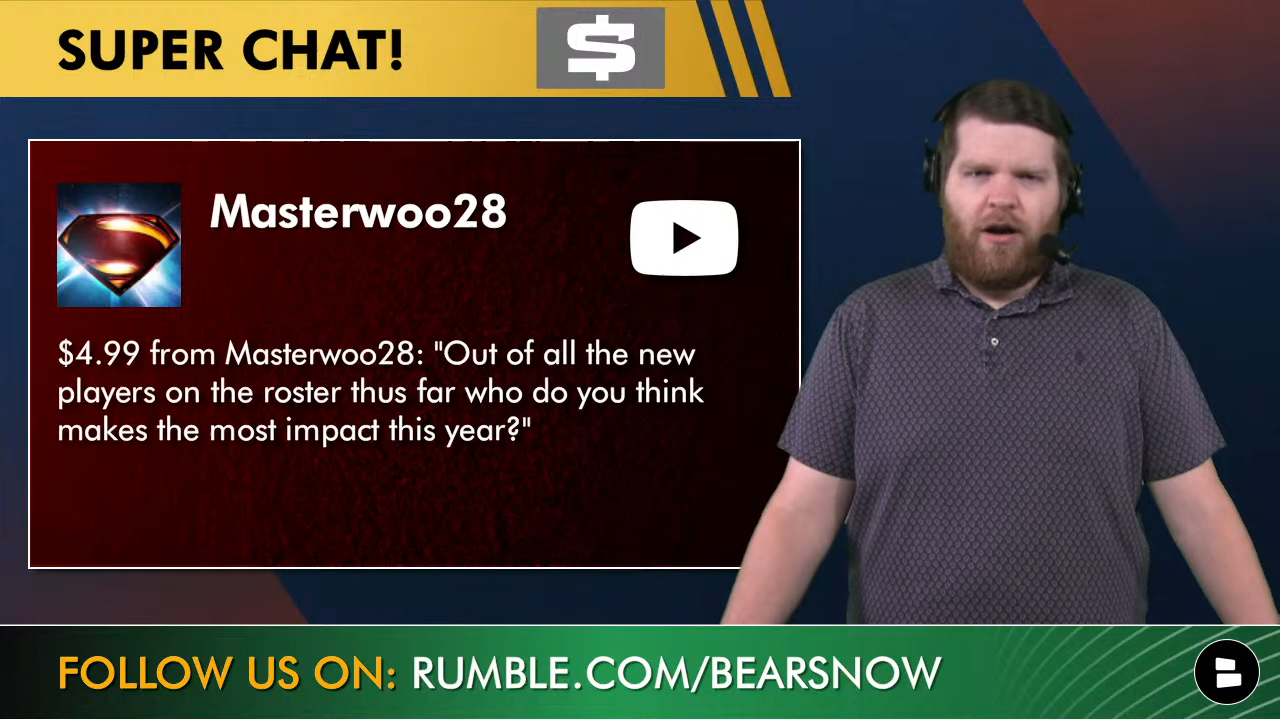 SUPER CHAT!
$
Masterwoo28
$4.99 from Masterwoo28: "Out of all the new
players on the roster thus far who do you think
makes the most impact this year?"
FOLLOW US ON: RUMBLE.COM/BEARSNOW